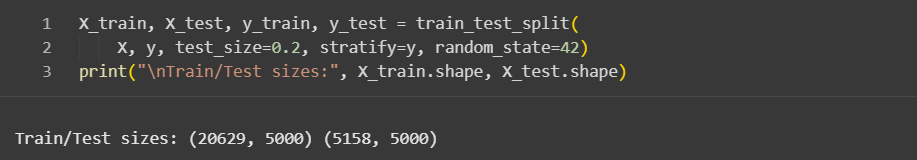 1 X_train, X_test, y_train, y_test = train_test_split(
2     X, y, test_size=0.2, stratify=y, random_state=42)
3 print("\nTrain/Test sizes:", X_train.shape, X_test.shape)
Train/Test sizes: (20629, 5000) (5158, 5000)